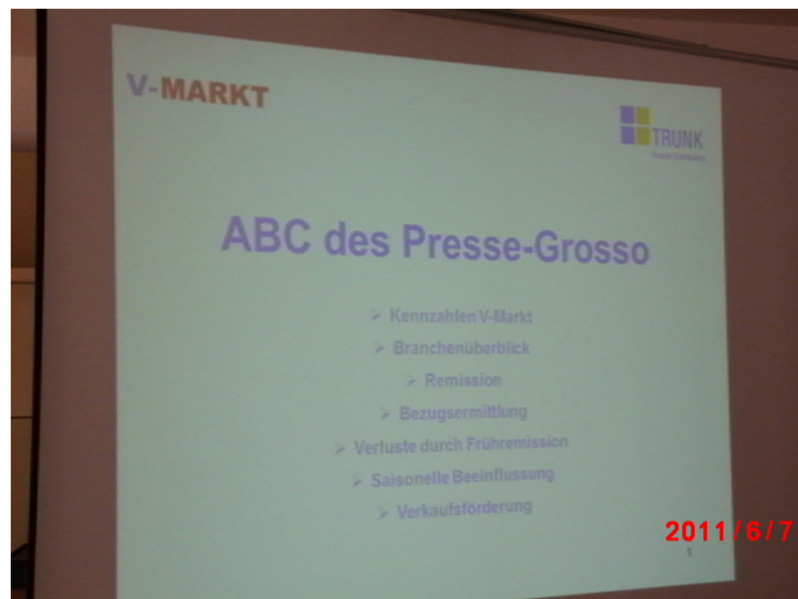 V-MARKT
TRUNK
ABC des Presse-Grosso
➢ Kennzahlen V-Markt
➢ Branchenüberblick
➢ Remission
➢ Bezugsermittlung
➢ Verluste durch Frühremission
➢ Saisonelle Beeinflussung
➢ Verkaufsförderung
2011/6/7
1